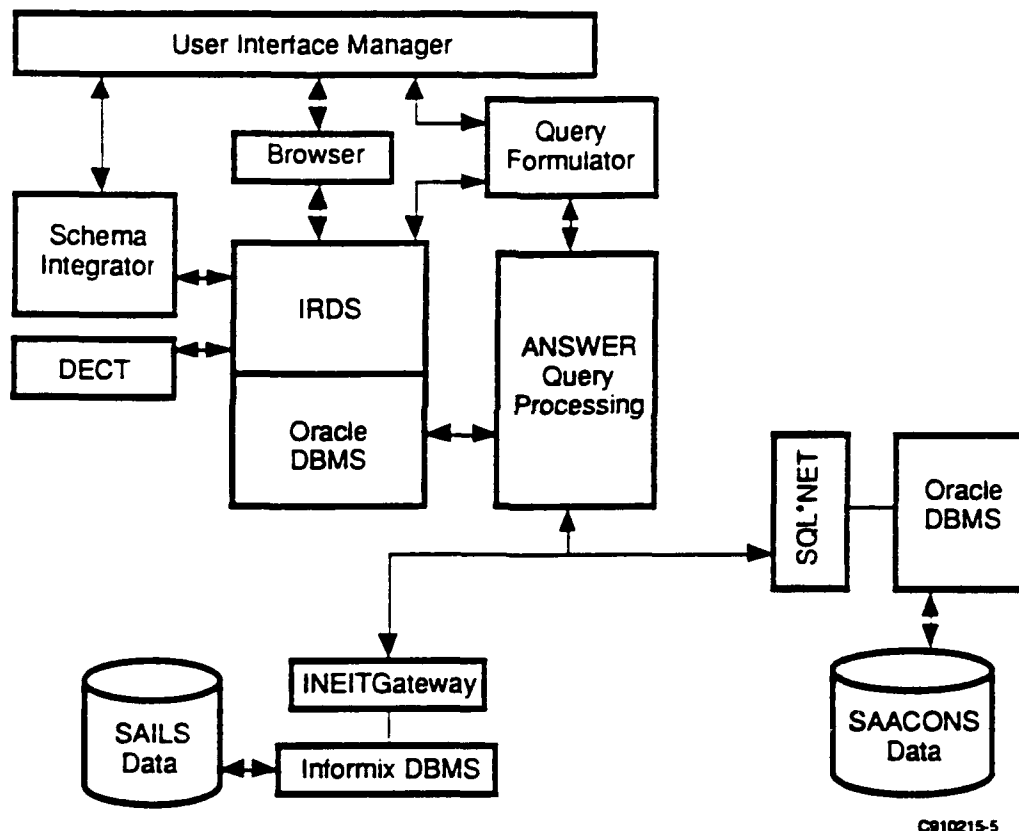 User Interface Manager
Browser
Query
Formulator
Schema
Integrator
IRDS
ANSWER
Query
Processing
DECT
Oracle
DBMS
SQL*NET
Oracle
DBMS
INEITGateway
SAILS
Data
Informix DBMS
SAACONS
Data
C910215-5